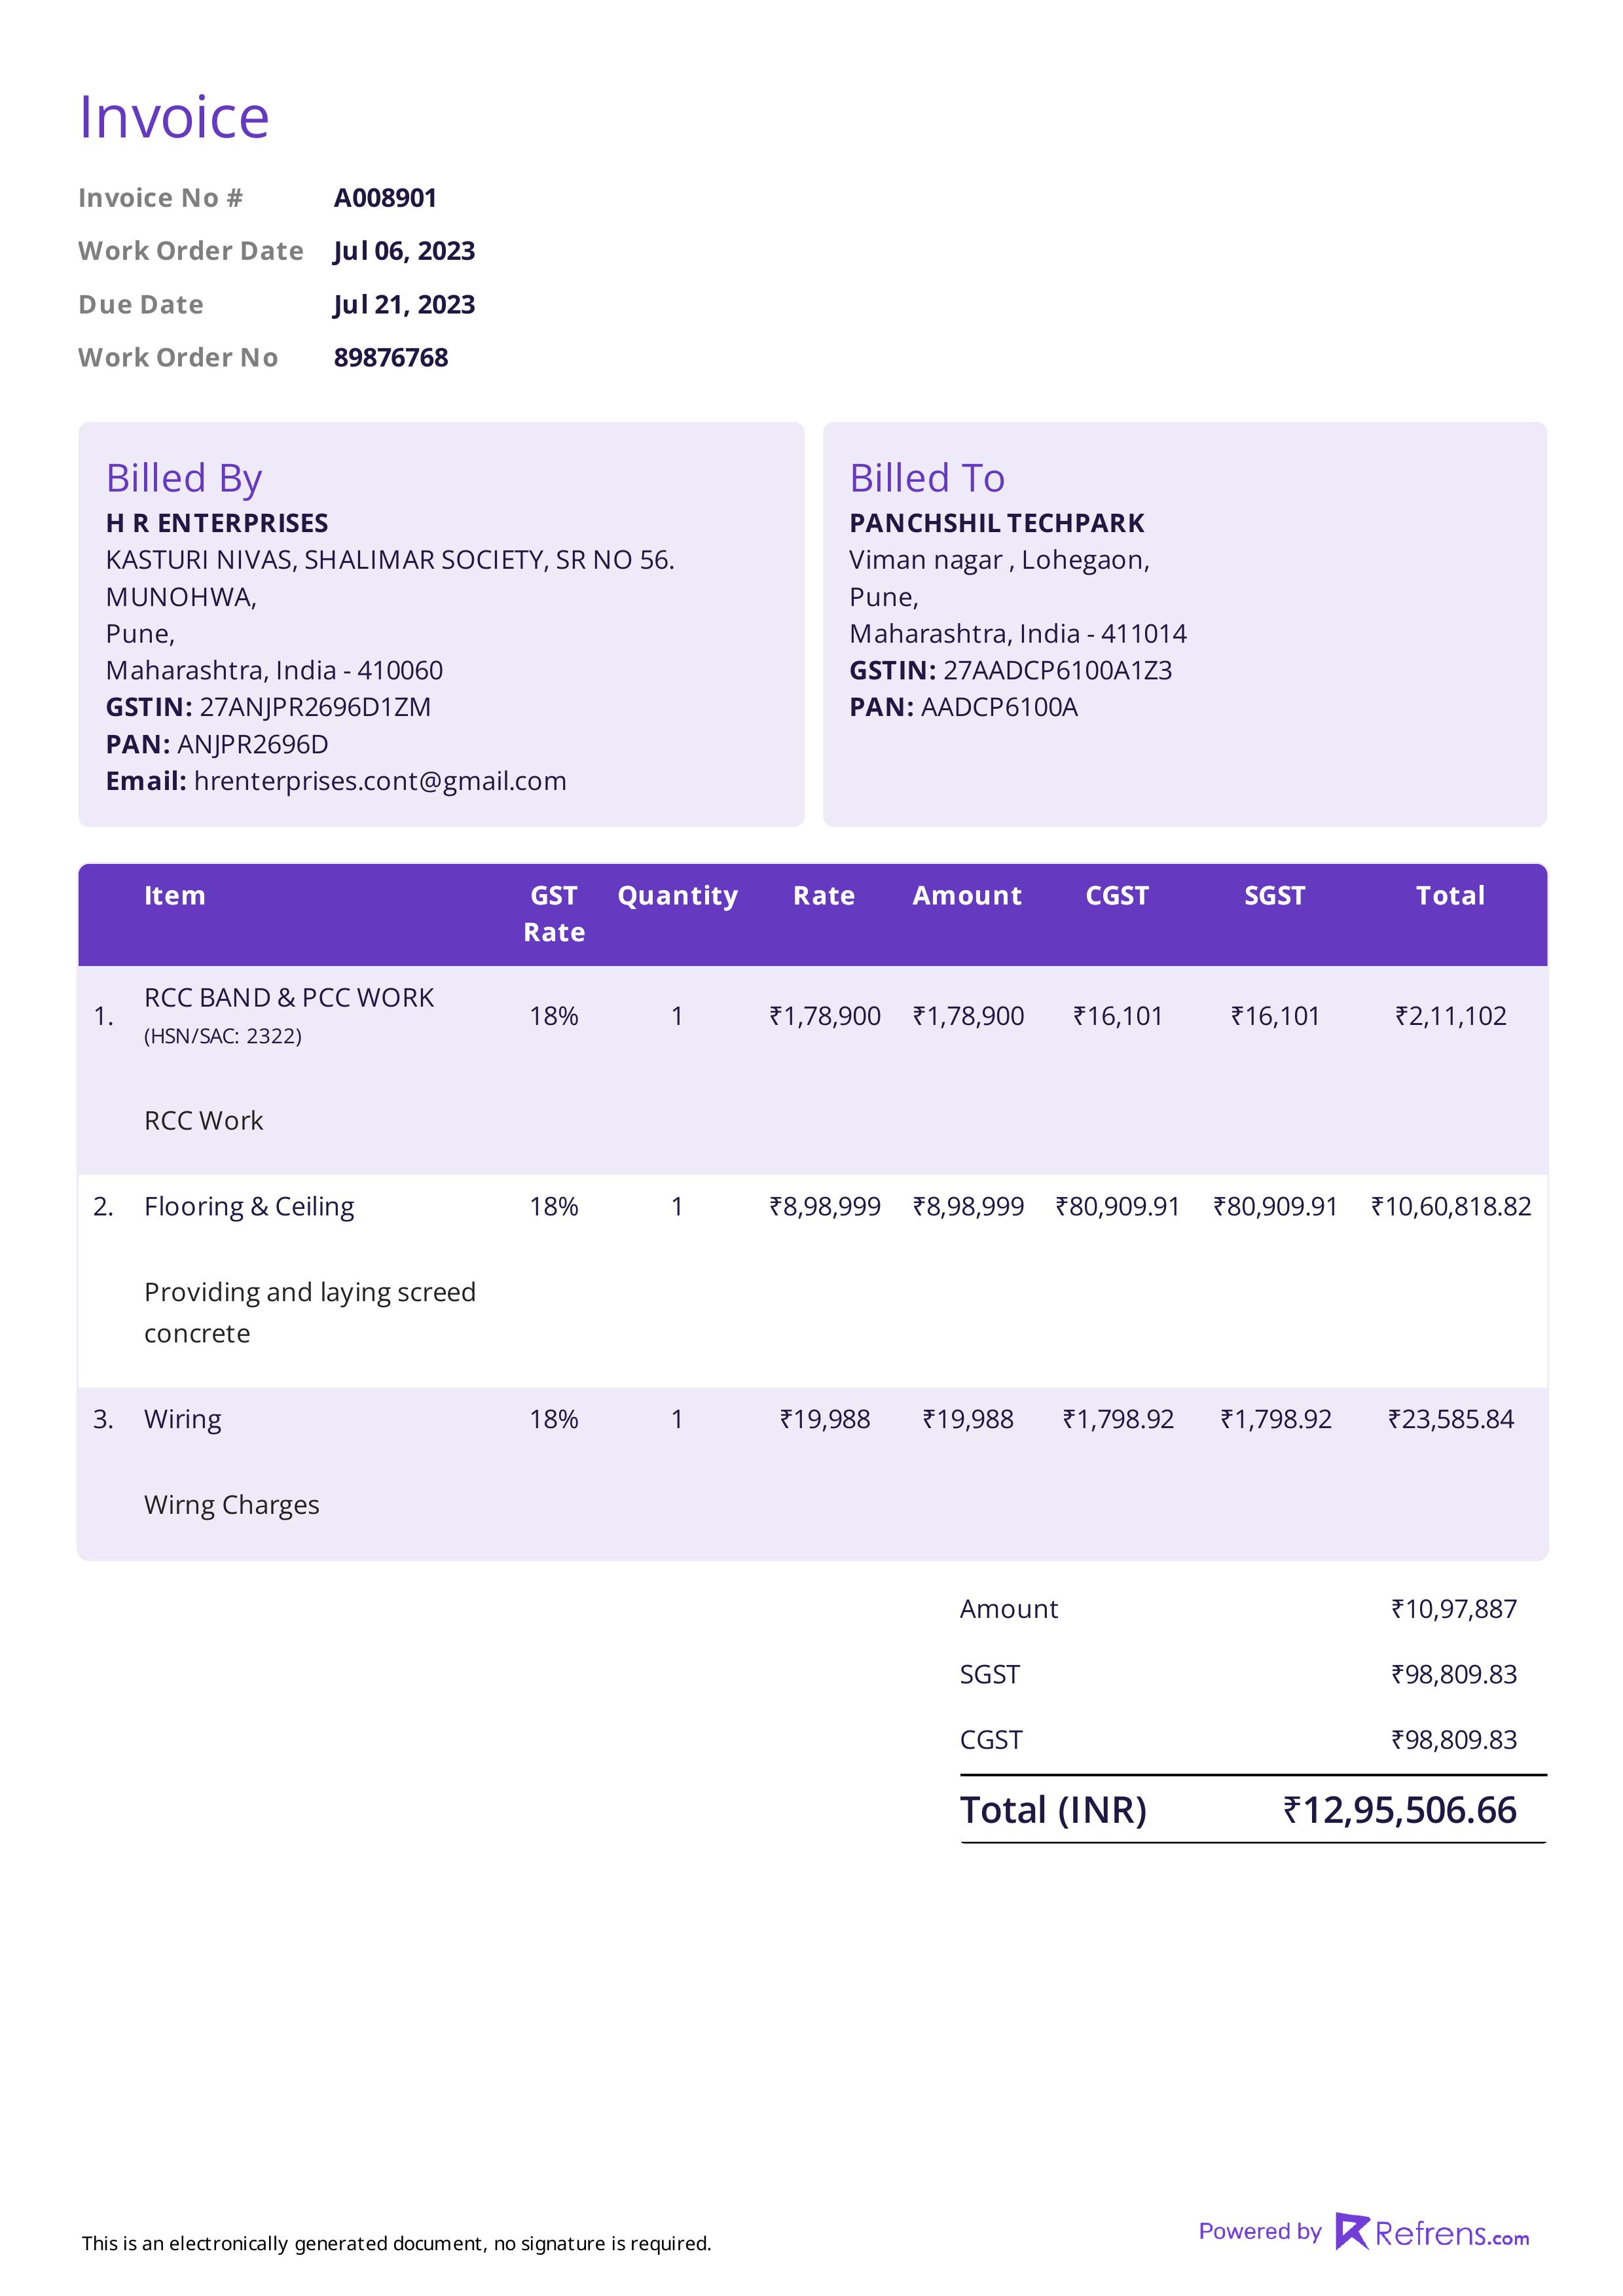 Invoice
Invoice No # A008901
Work Order Date Jul 06, 2023
Due Date Jul 21, 2023
Work Order No 89876768
Billed By
H R ENTERPRISES
KASTURI NIVAS, SHALIMAR SOCIETY, SR NO 56.
MUNOHWA,
Pune,
Maharashtra, India - 410060
GSTIN: 27ANJPR2696D1ZM
PAN: ANJPR2696D
Email: hrenterprises.cont@gmail.com
Billed To
PANCHSHIL TECHPARK
Viman nagar , Lohegaon,
Pune,
Maharashtra, India - 411014
GSTIN: 27AADCP6100A1Z3
PAN: AADCP6100A
Item GST Rate Quantity Rate Amount CGST SGST Total
1. RCC BAND & PCC WORK 18% 1 ₹1,78,900 ₹1,78,900 ₹16,101 ₹16,101 ₹2,11,102
(HSN/SAC: 2322)
RCC Work
2. Flooring & Ceiling 18% 1 ₹8,98,999 ₹8,98,999 ₹80,909.91 ₹80,909.91 ₹10,60,818.82
Providing and laying screed
concrete
3. Wiring 18% 1 ₹19,988 ₹19,988 ₹1,798.92 ₹1,798.92 ₹23,585.84
Wirng Charges
Amount ₹10,97,887
SGST ₹98,809.83
CGST ₹98,809.83
Total (INR) ₹12,95,506.66
This is an electronically generated document, no signature is required.
Powered by Refrens.com